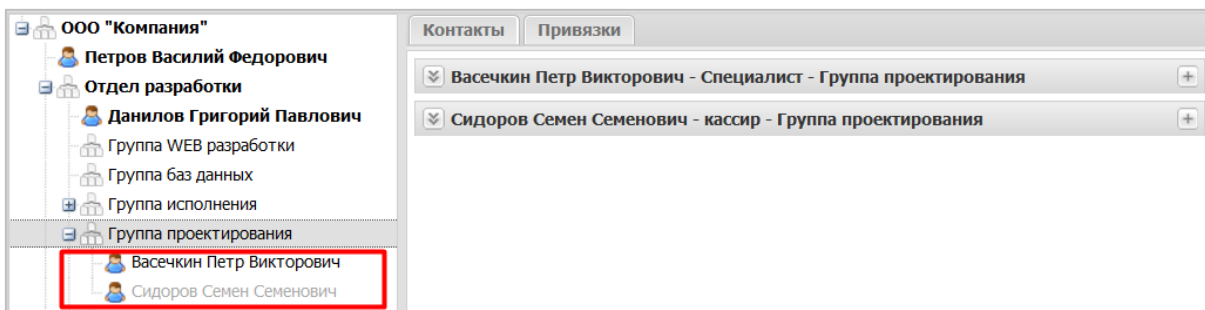 ООО "Компания"
Петров Василий Федорович
Отдел разработки
Данилов Григорий Павлович
Группа WEB разработки
Группа баз данных
Группа исполнения
Группа проектирования
Васечкин Петр Викторович
Сидоров Семен Семенович
Контакты Привязки
Васечкин Петр Викторович - Специалист - Группа проектирования
Сидоров Семен Семенович - кассир - Группа проектирования